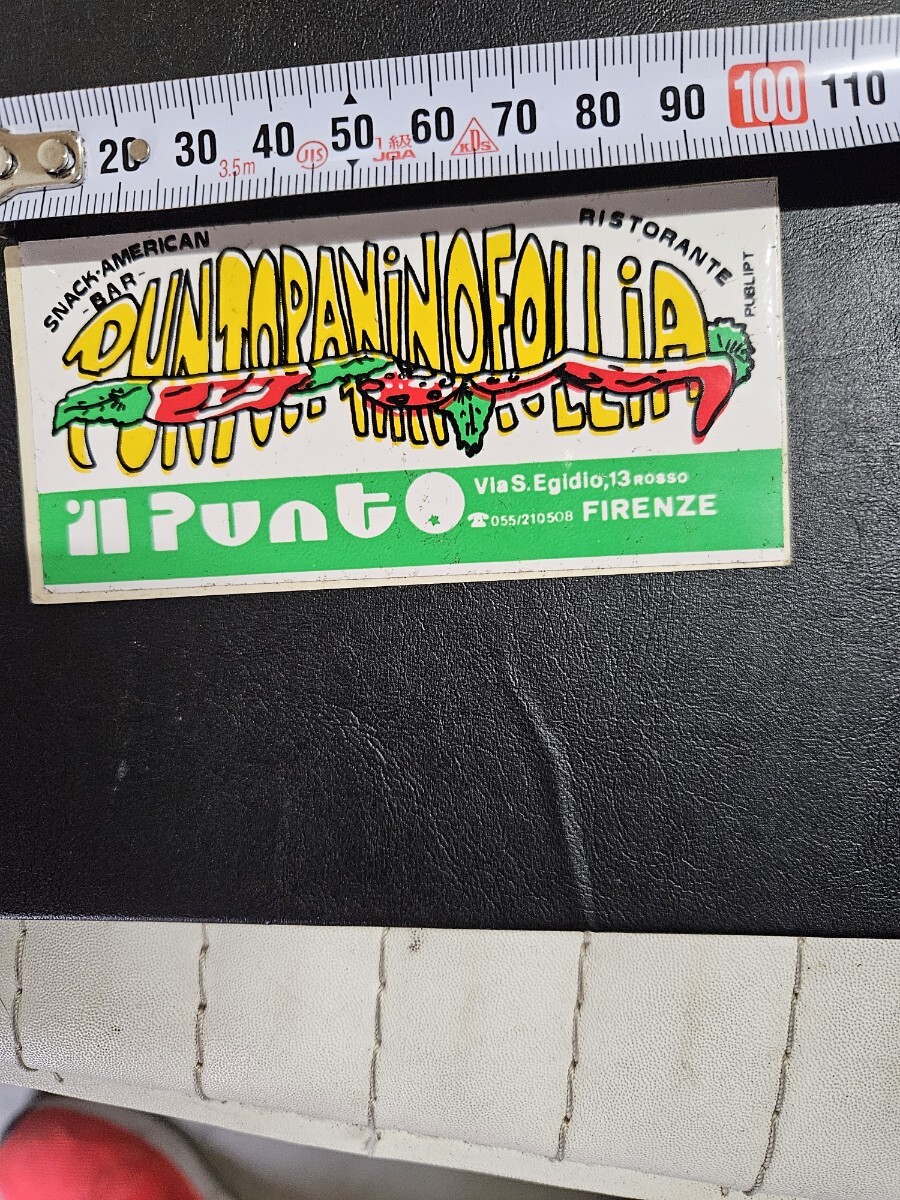 20 30 40 50 60 70 80 90 100 110
3.5m JIS 1級 KDS
JQA
SNACK-AMERICAN
-BAR-
RISTORANTE
PUNTOPANiNOFOLLiA
PUBLIPT
il Punto
Via S. Egidio,13 ROSSO
☎055/210508 FIRENZE